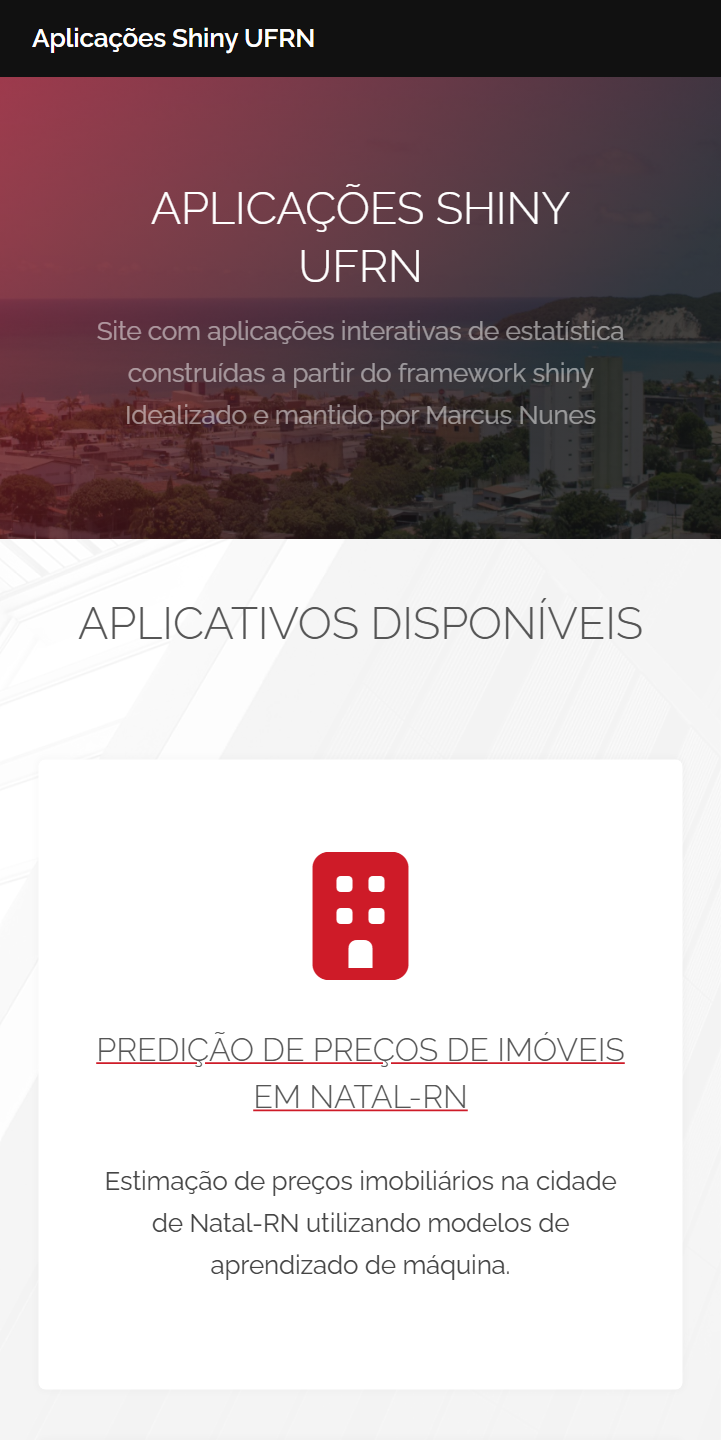 Aplicações Shiny UFRN
APLICAÇÕES SHINY
UFRN
Site com aplicações interativas de estatística
construídas a partir do framework shiny
Idealizado e mantido por Marcus Nunes
APLICATIVOS DISPONÍVEIS
PREDIÇÃO DE PREÇOS DE IMÓVEIS
EM NATAL-RN
Estimação de preços imobiliários na cidade
de Natal-RN utilizando modelos de
aprendizado de máquina.